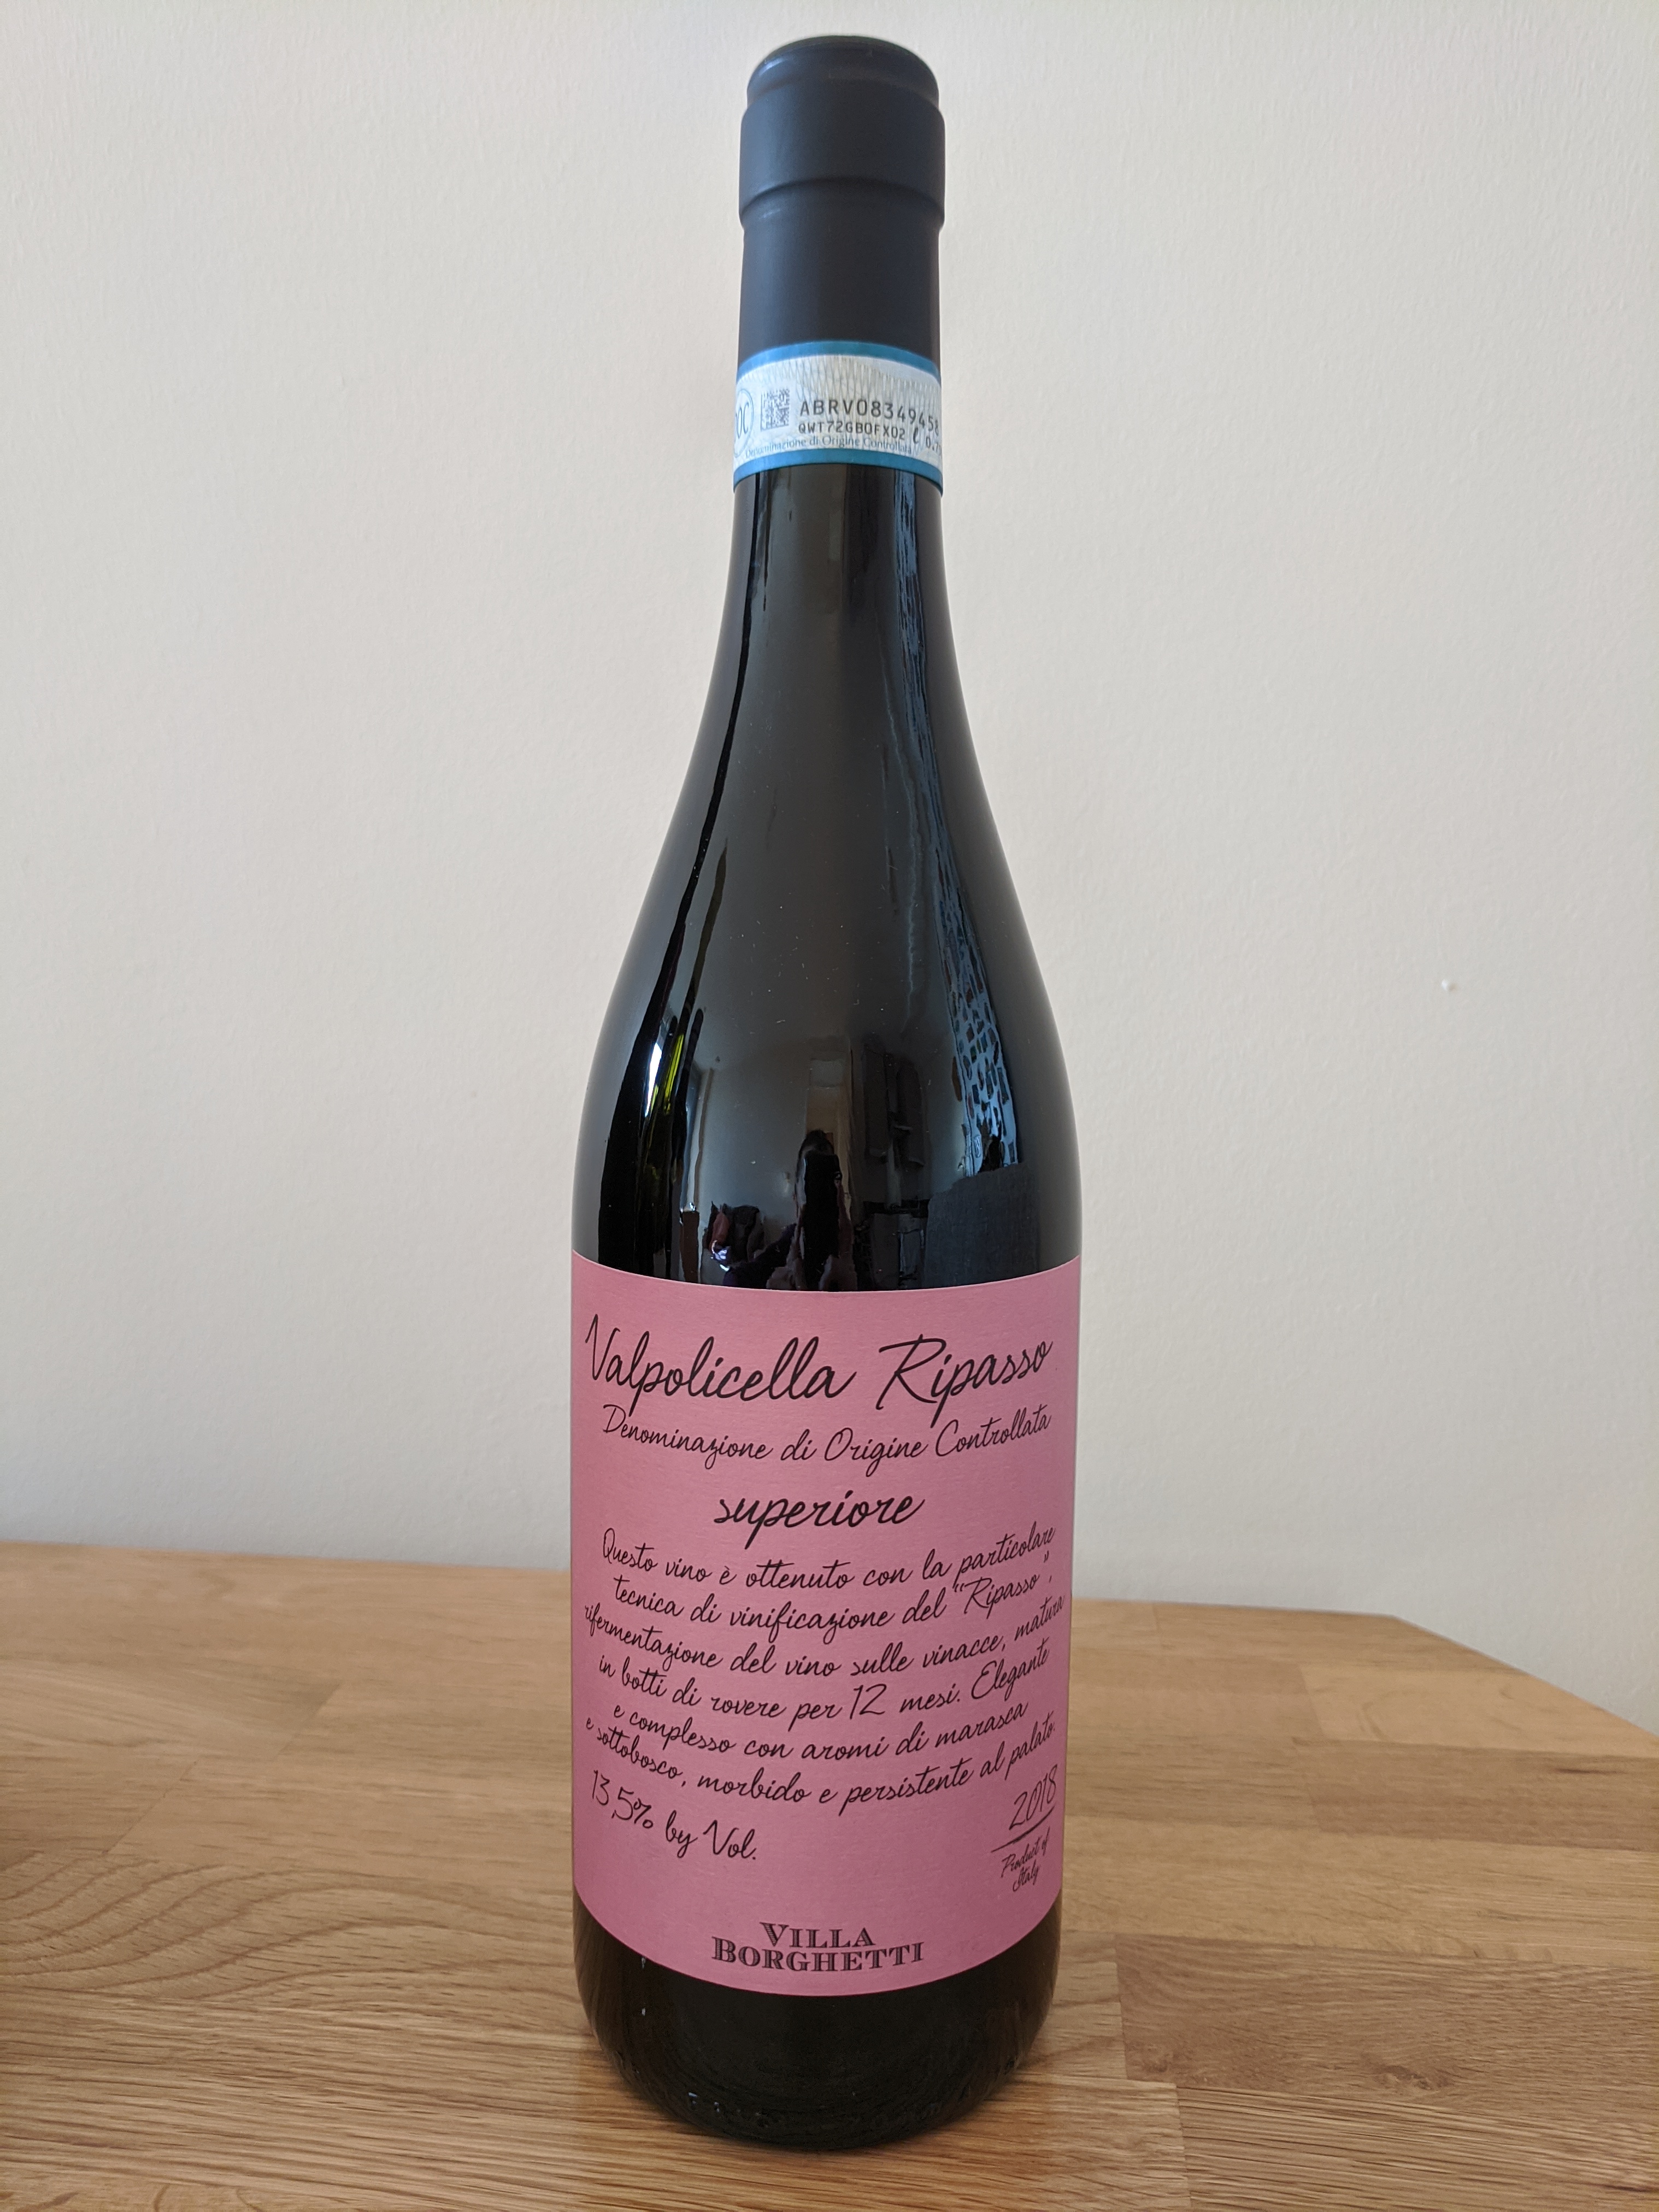 ABRV0834945
QWT72GB0FX02
Denominazione di Origine Controllata
Valpolicella Ripasso
Denominazione di Origine Controllata
superiore
Questo vino è ottenuto con la particolare
tecnica di vinificazione del "Ripasso",
rifermentazione del vino sulle vinacce, matura
in botti di rovere per 12 mesi. Elegante
e complesso con aromi di marasca
e sottobosco, morbido e persistente al palato.
13,5% by Vol.
2018
Product of
Italy
VILLA
BORGHETTI